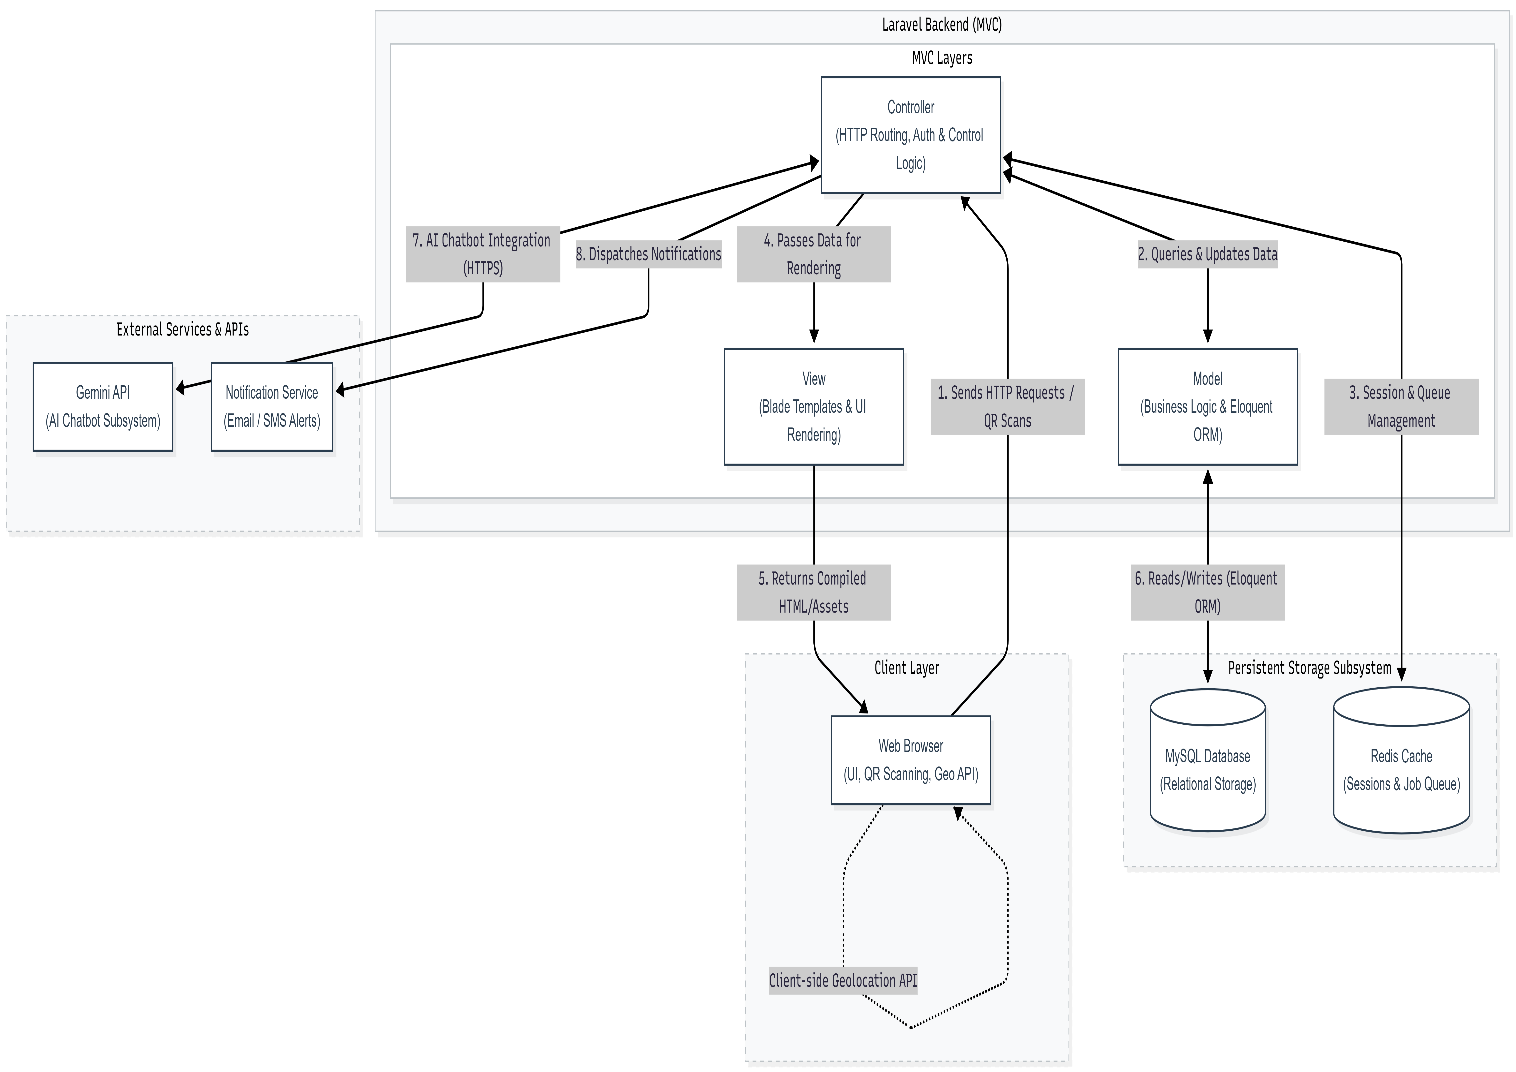 Laravel Backend (MVC)
MVC Layers
Controller
(HTTP Routing, Auth & Control
Logic)
7. AI Chatbot Integration
(HTTPS)
8. Dispatches Notifications
4. Passes Data for
Rendering
2. Queries & Updates Data
External Services & APIs
Gemini API
(AI Chatbot Subsystem)
Notification Service
(Email / SMS Alerts)
View
(Blade Templates & UI
Rendering)
1. Sends HTTP Requests /
QR Scans
Model
(Business Logic & Eloquent
ORM)
3. Session & Queue
Management
5. Returns Compiled
HTML/Assets
6. Reads/Writes (Eloquent
ORM)
Client Layer
Web Browser
(UI, QR Scanning, Geo API)
Persistent Storage Subsystem
MySQL Database
(Relational Storage)
Redis Cache
(Sessions & Job Queue)
Client-side Geolocation API